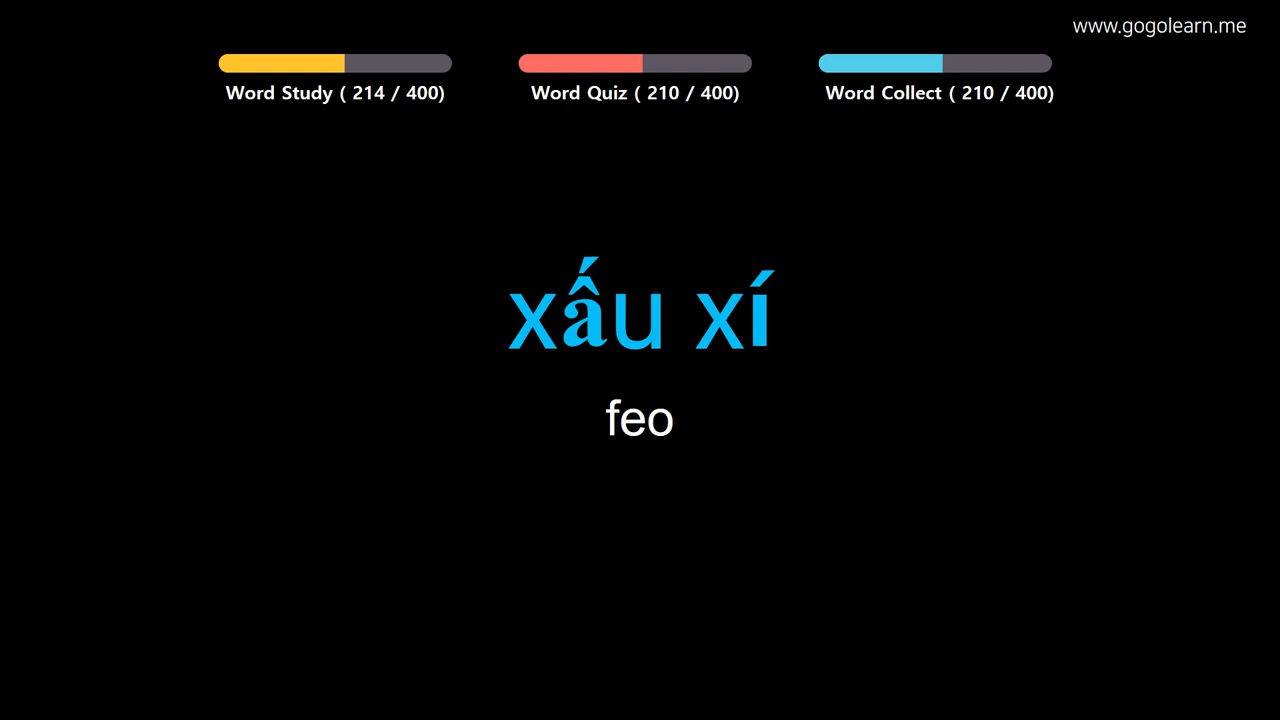 www.gogolearn.me
Word Study ( 214 / 400)
Word Quiz ( 210 / 400)
Word Collect ( 210 / 400)
xấu xí
feo